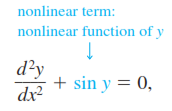 nonlinear term:
nonlinear function of y
↓
d²y/dx² + sin y = 0,